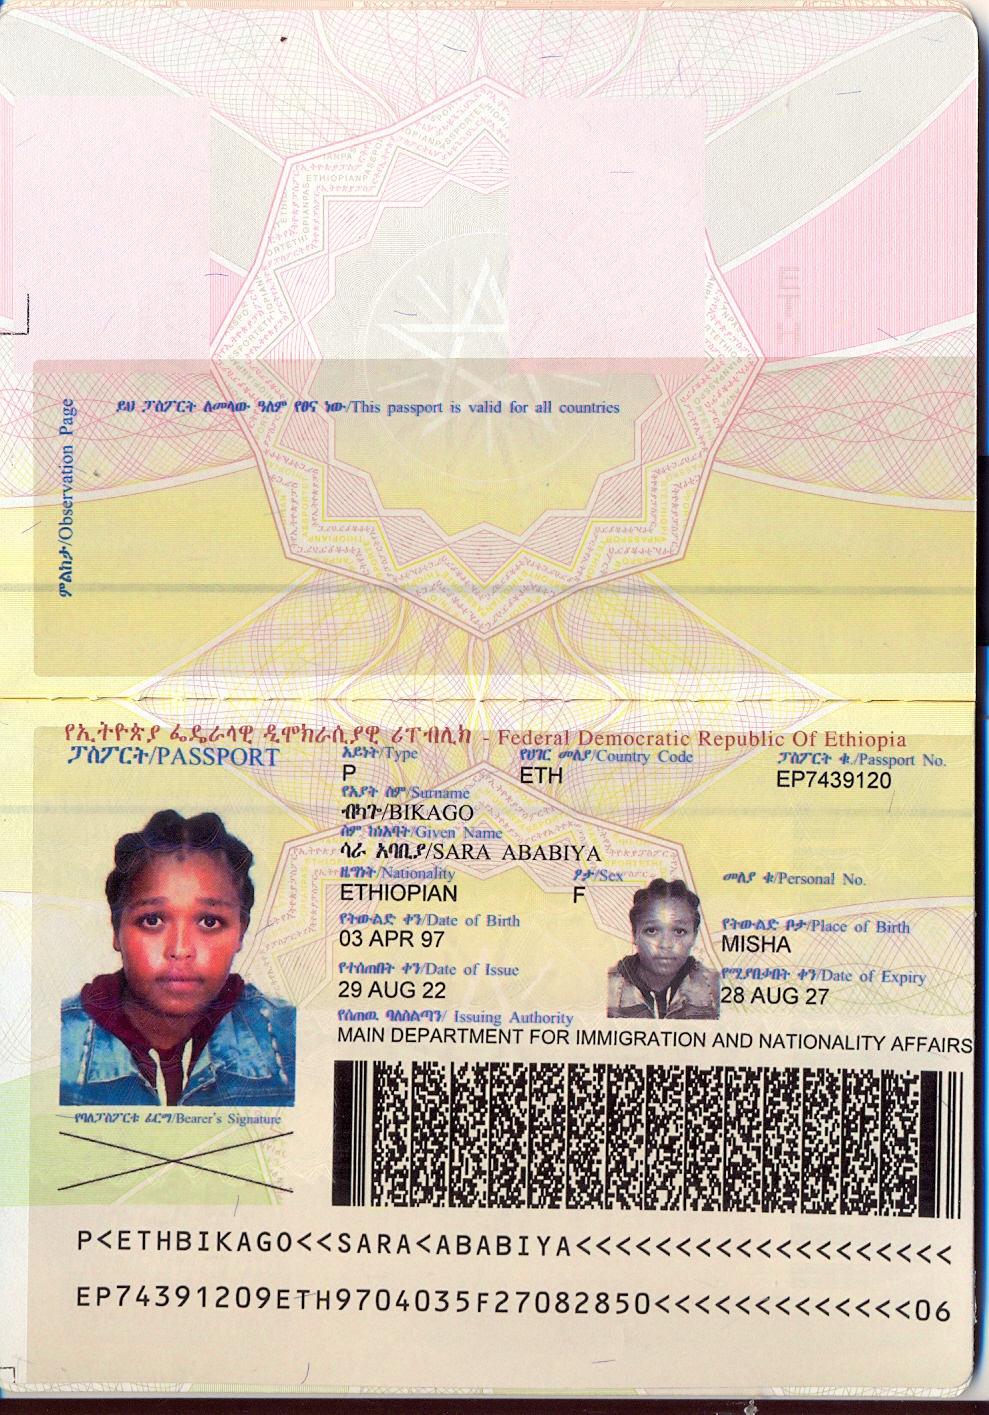 ይህ ፓስፖርት ለመላው ዓለም የፀና ነው/This passport is valid for all countries
ምልከታ/Observation Page
የኢትዮጵያ ፌዴራላዊ ዲሞክራሲያዊ ሪፐብሊክ - Federal Democratic Republic Of Ethiopia
ፓስፖርት/PASSPORT
አይነት/Type
የሀገር መለያ/Country Code
ፓስፖርት ቁ./Passport No.
P
ETH
EP7439120
የአያት ስም/Surname
ብካጎ/BIKAGO
ስም ከነአባት/Given Name
ሳራ አባቢያ/SARA ABABIYA
ዜግነት/Nationality
ፆታ/Sex
መለያ ቁ/Personal No.
ETHIOPIAN
F
የትውልድ ቀን/Date of Birth
የትውልድ ቦታ/Place of Birth
03 APR 97
MISHA
የተሰጠበት ቀን/Date of Issue
የሚያበቃበት ቀን/Date of Expiry
29 AUG 22
28 AUG 27
የሰጠዉ ባለስልጣን/ Issuing Authority
MAIN DEPARTMENT FOR IMMIGRATION AND NATIONALITY AFFAIRS
የባለፓስፖርቱ ፊርማ/Bearer's Signature
P<ETHBIKAGO<<SARA<ABABIYA<<<<<<<<<<<<<<<<<<<
EP74391209ETH9704035F27082850<<<<<<<<<<<<<06